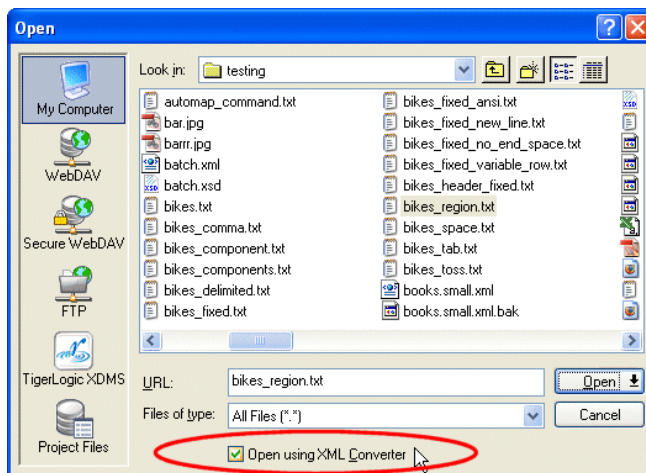 Open
Look in: testing
My Computer
WebDAV
Secure WebDAV
FTP
TigerLogic XDMS
Project Files
automap_command.txt
bar.jpg
barrr.jpg
batch.xml
batch.xsd
bikes.txt
bikes_comma.txt
bikes_component.txt
bikes_components.txt
bikes_delimited.txt
bikes_fixed.txt
bikes_fixed_ansi.txt
bikes_fixed_new_line.txt
bikes_fixed_no_end_space.txt
bikes_fixed_variable_row.txt
bikes_header_fixed.txt
bikes_region.txt
bikes_space.txt
bikes_tab.txt
bikes_toss.txt
books.small.xml
books.small.xml.bak
URL: bikes_region.txt Open
Files of type: All Files (*.*) Cancel
Open using XML Converter